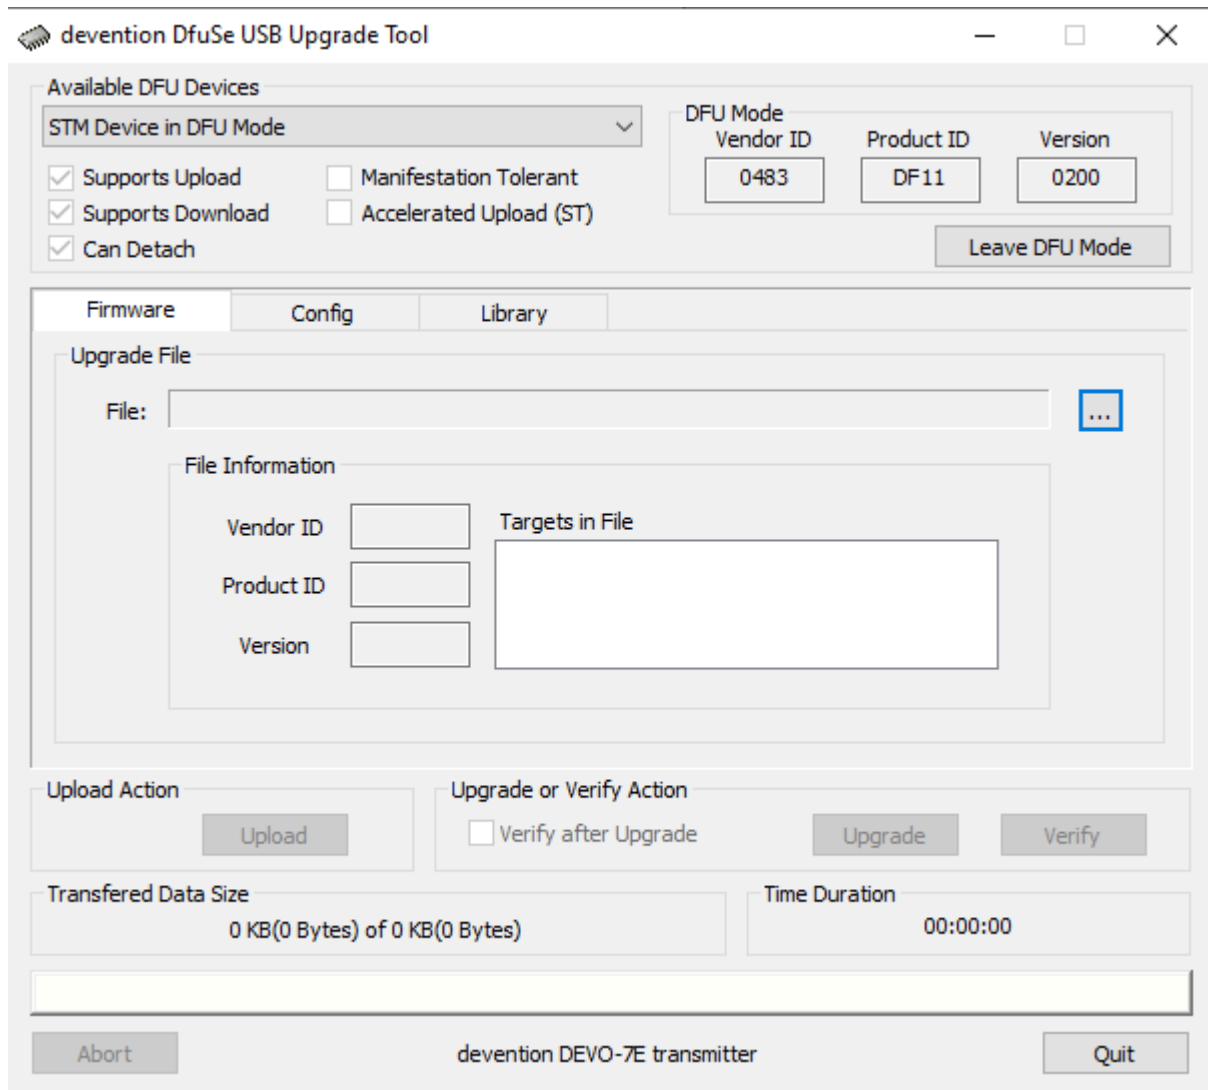 devention DfuSe USB Upgrade Tool
Available DFU Devices
STM Device in DFU Mode
DFU Mode
Vendor ID Product ID Version
0483 DF11 0200
Supports Upload Manifestation Tolerant
Supports Download Accelerated Upload (ST)
Can Detach
Leave DFU Mode
Firmware Config Library
Upgrade File
File: ...
File Information
Vendor ID
Targets in File
Product ID
Version
Upload Action Upgrade or Verify Action
Upload Verify after Upgrade Upgrade Verify
Transfered Data Size Time Duration
0 KB(0 Bytes) of 0 KB(0 Bytes) 00:00:00
Abort devention DEVO-7E transmitter Quit